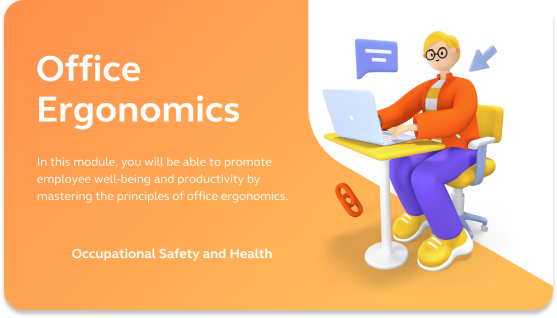 Office
Ergonomics
In this module, you will be able to promote
employee well-being and productivity by
mastering the principles of office ergonomics.
Occupational Safety and Health